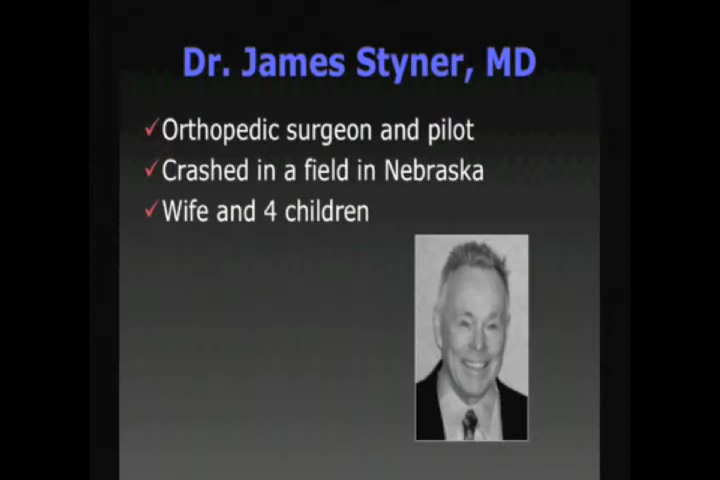 Dr. James Styner, MD
✓Orthopedic surgeon and pilot
✓Crashed in a field in Nebraska
✓Wife and 4 children